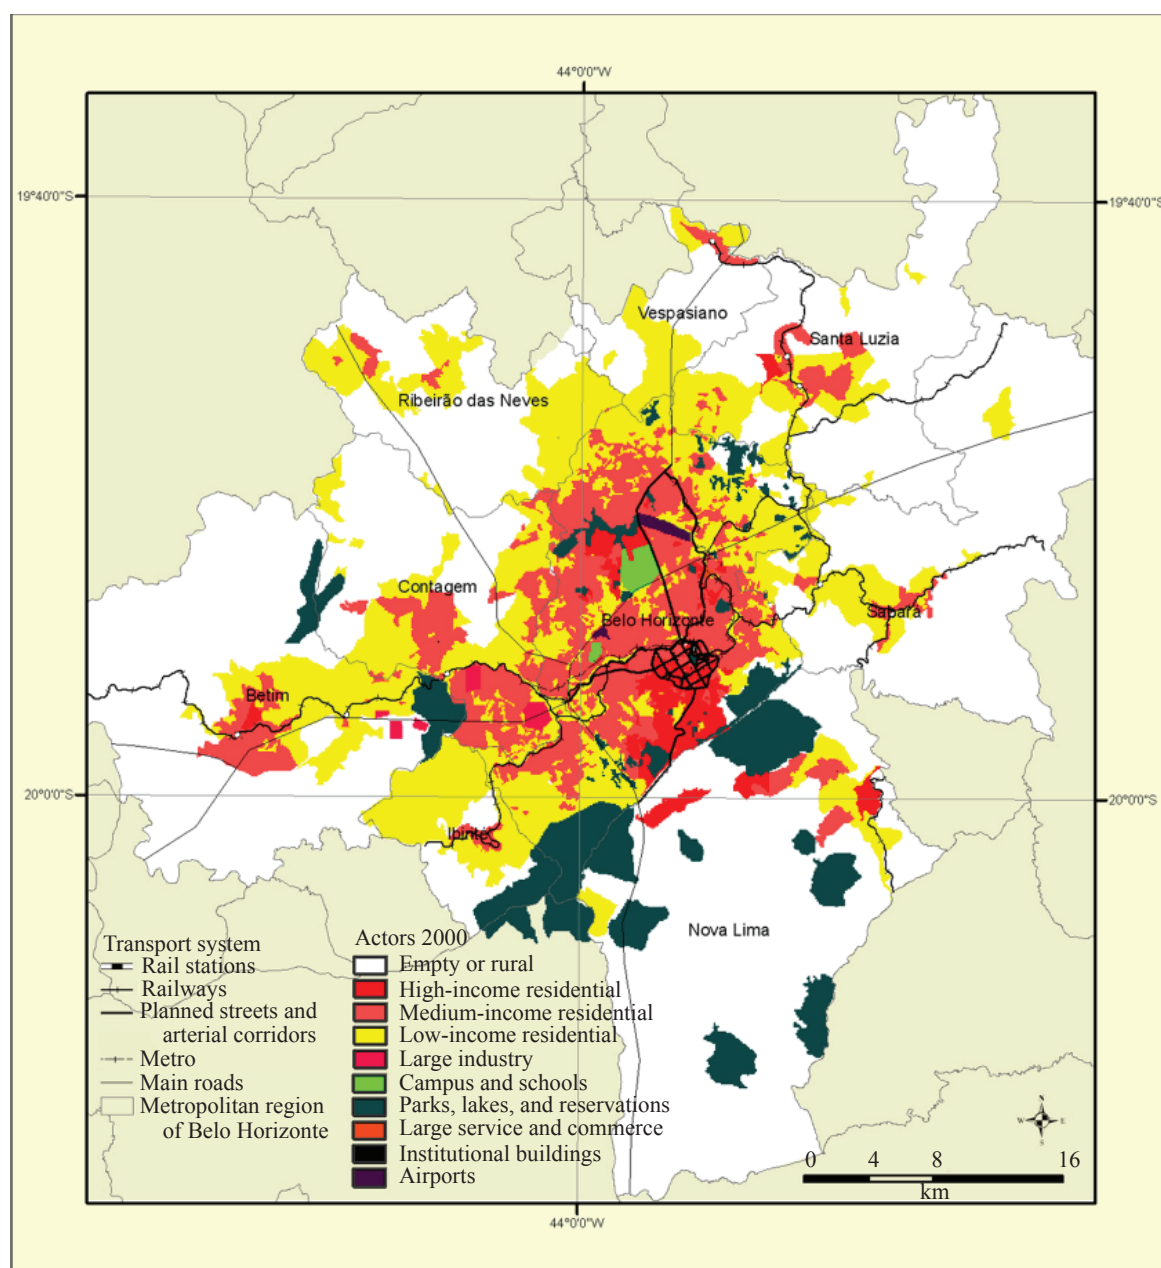 44°0'0"W
19°40'0"S
19°40'0"S
Vespasiano
Santa Luzia
Ribeirão das Neves
Contagem
Belo Horizonte
Sabará
Betim
20°0'0"S
20°0'0"S
Ibirité
Nova Lima
Transport system
Rail stations
Railways
Planned streets and
arterial corridors
Metro
Main roads
Metropolitan region
of Belo Horizonte
Actors 2000
Empty or rural
High-income residential
Medium-income residential
Low-income residential
Large industry
Campus and schools
Parks, lakes, and reservations
Large service and commerce
Institutional buildings
Airports
N
W E
S
0 4 8 16
km
44°0'0"W